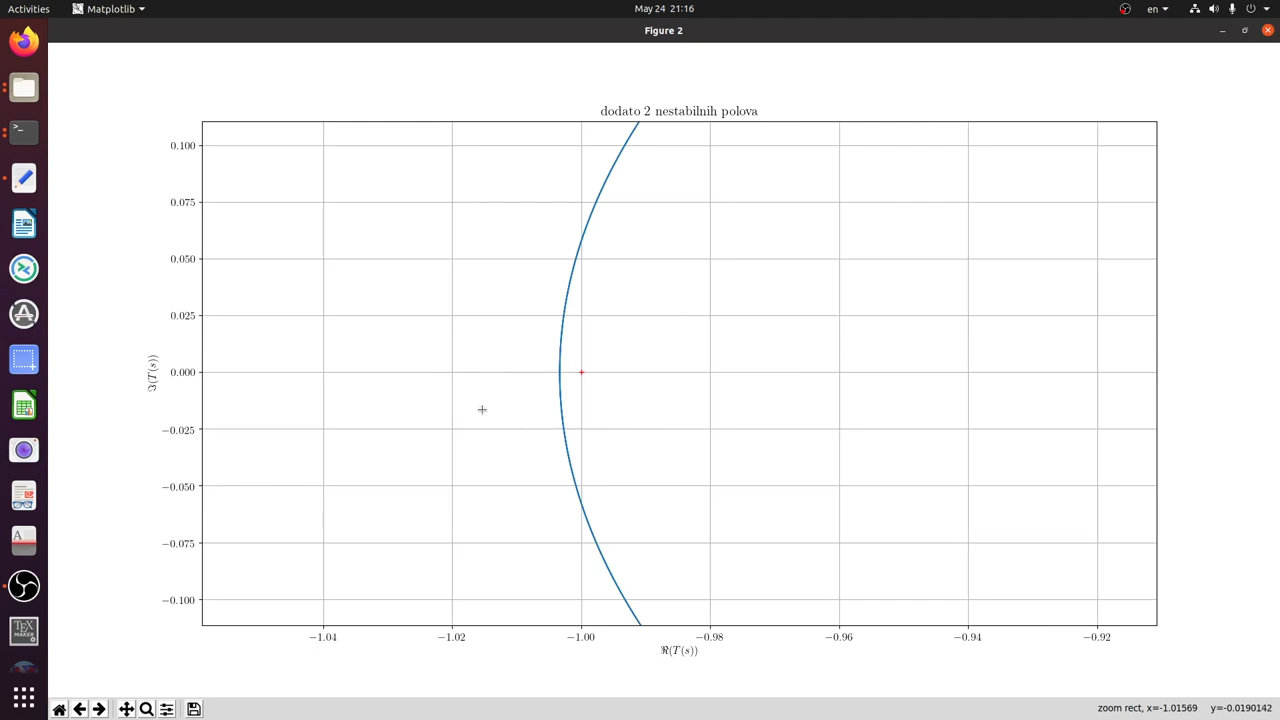 Activities Matplotlib May 24 21:16 en
Figure 2
dodato 2 nestabilnih polova
0.100
0.075
0.050
0.025
0.000
−0.025
−0.050
−0.075
−0.100
ℑ(T(s))
−1.04 −1.02 −1.00 −0.98 −0.96 −0.94 −0.92
ℜ(T(s))
zoom rect, x=-1.01569 y=-0.0190142